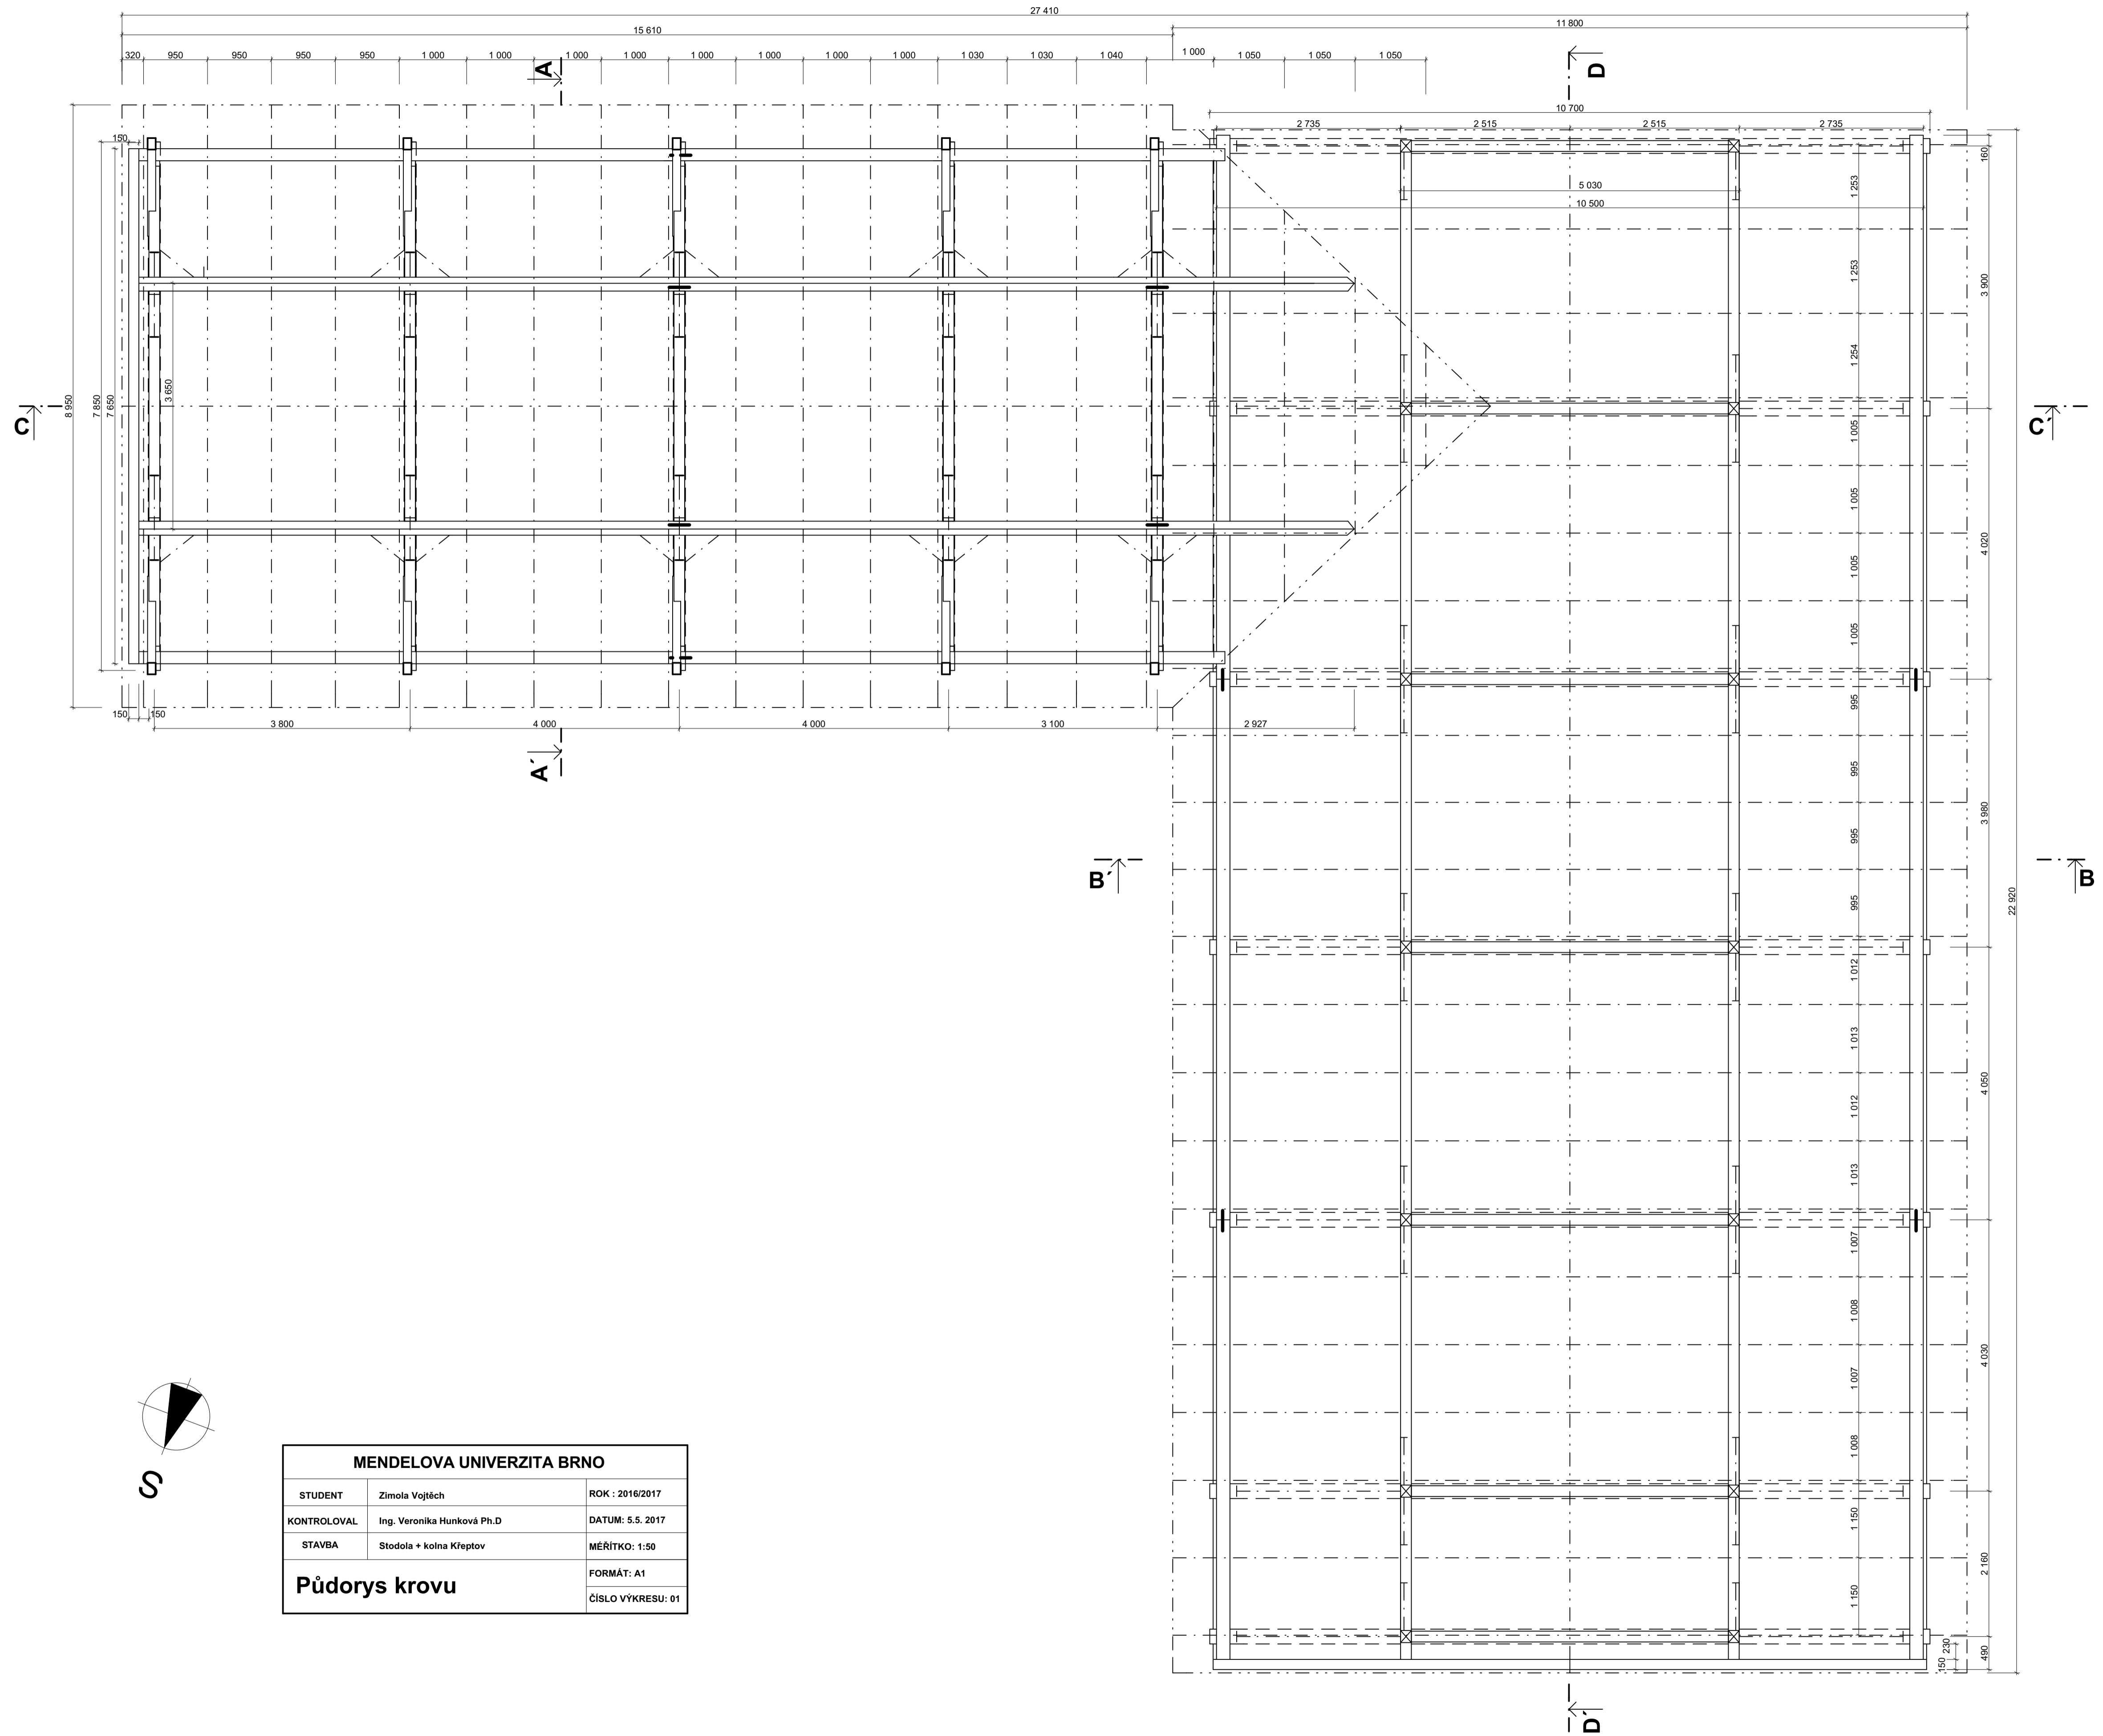 27 410
15 610
11 800
320 950 950 950 950 1 000 1 000 1 000 1 000 1 000 1 000 1 000 1 000 1 030 1 030 1 040 1 000 1 050 1 050 1 050
A
D
10 700
2 735 2 515 2 515 2 735
150
160
5 030
10 500
1 253
1 253
1 254
3 900
8 950
7 850
7 650
3 650
C
C´
1 005
1 005
1 005
1 005
4 020
150 150
3 800 4 000 4 000 3 100 2 927
A´
995
995
995
995
3 980
B´
B
22 920
1 012
1 013
1 012
1 013
4 050
1 007
1 008
1 007
1 008
4 030
1 150
1 150
2 160
230
150
490
D´
S
MENDELOVA UNIVERZITA BRNO
STUDENT Zimola Vojtěch ROK : 2016/2017
KONTROLOVAL Ing. Veronika Hunková Ph.D DATUM: 5.5. 2017
STAVBA Stodola + kolna Křeptov MĚŘÍTKO: 1:50
Půdorys krovu
FORMÁT: A1
ČÍSLO VÝKRESU: 01